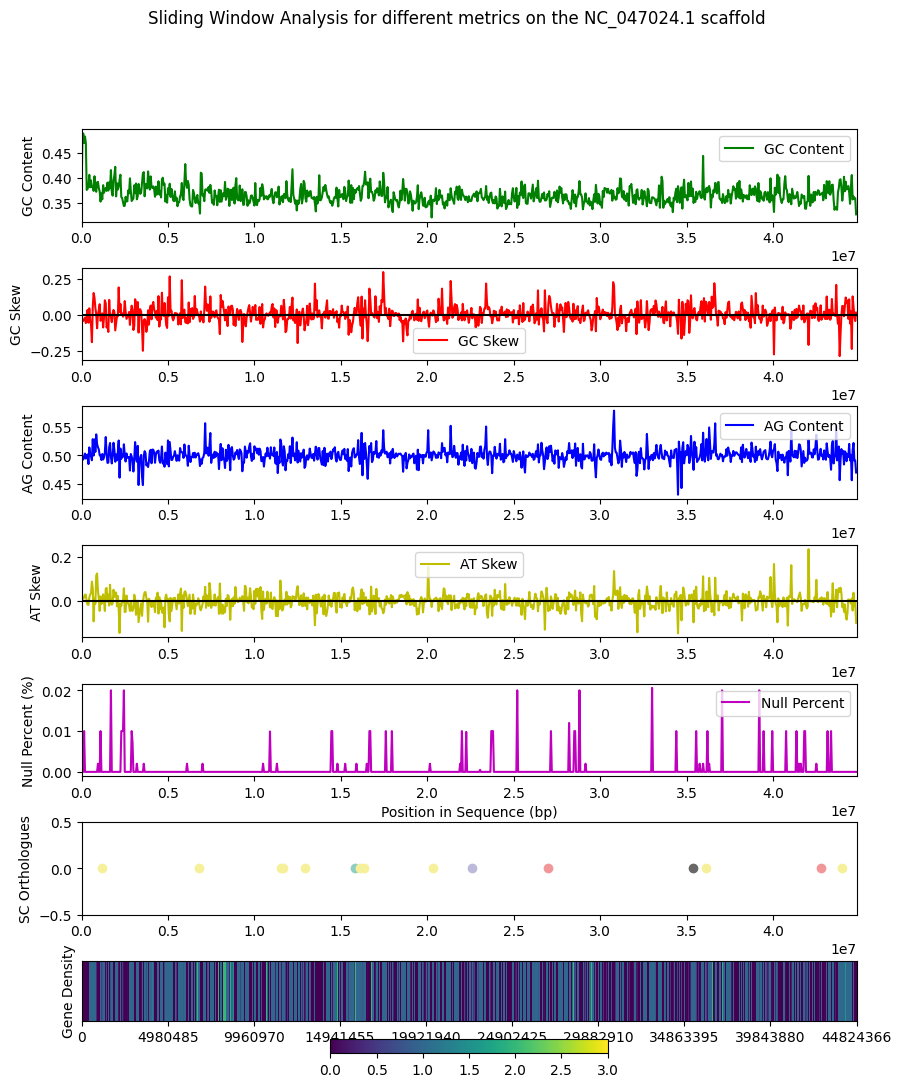 Sliding Window Analysis for different metrics on the NC_047024.1 scaffold
GC Content
0.45
0.40
0.35
GC Content
0.0 0.5 1.0 1.5 2.0 2.5 3.0 3.5 4.0
1e7
GC Skew
0.25
0.00
−0.25
GC Skew
0.0 0.5 1.0 1.5 2.0 2.5 3.0 3.5 4.0
1e7
AG Content
0.55
0.50
0.45
AG Content
0.0 0.5 1.0 1.5 2.0 2.5 3.0 3.5 4.0
1e7
AT Skew
0.2
0.0
AT Skew
0.0 0.5 1.0 1.5 2.0 2.5 3.0 3.5 4.0
1e7
Null Percent (%)
0.02
0.01
0.00
Null Percent
0.0 0.5 1.0 1.5 2.0 2.5 3.0 3.5 4.0
Position in Sequence (bp)
1e7
SC Orthologues
0.5
0.0
−0.5
0.0 0.5 1.0 1.5 2.0 2.5 3.0 3.5 4.0
1e7
Gene Density
0 4980485 9960970 34863395 39843880 44824366
0.0 0.5 1.0 1.5 2.0 2.5 3.0